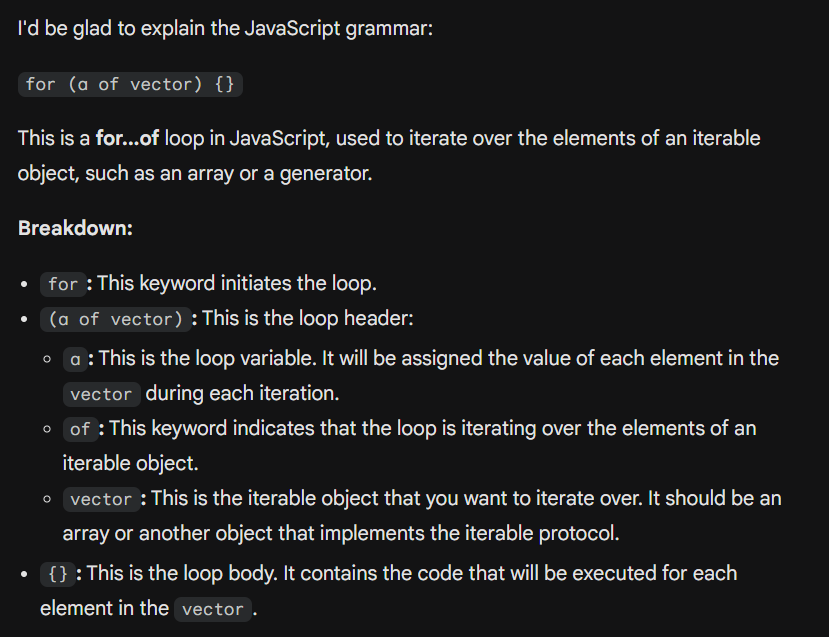 I'd be glad to explain the JavaScript grammar:
for (a of vector) {}
This is a for...of loop in JavaScript, used to iterate over the elements of an iterable
object, such as an array or a generator.
Breakdown:
• for : This keyword initiates the loop.
• (a of vector) : This is the loop header:
◦ a : This is the loop variable. It will be assigned the value of each element in the
vector during each iteration.
◦ of : This keyword indicates that the loop is iterating over the elements of an
iterable object.
◦ vector : This is the iterable object that you want to iterate over. It should be an
array or another object that implements the iterable protocol.
• {} : This is the loop body. It contains the code that will be executed for each
element in the vector .